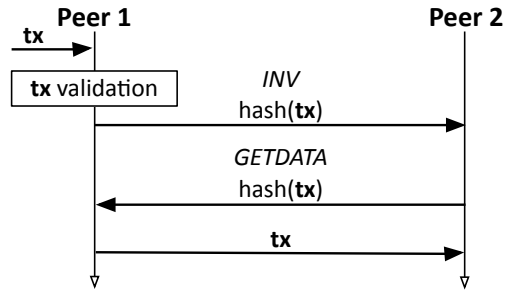 Peer 1 Peer 2
tx
tx validation
INV
hash(tx)
GETDATA
hash(tx)
tx